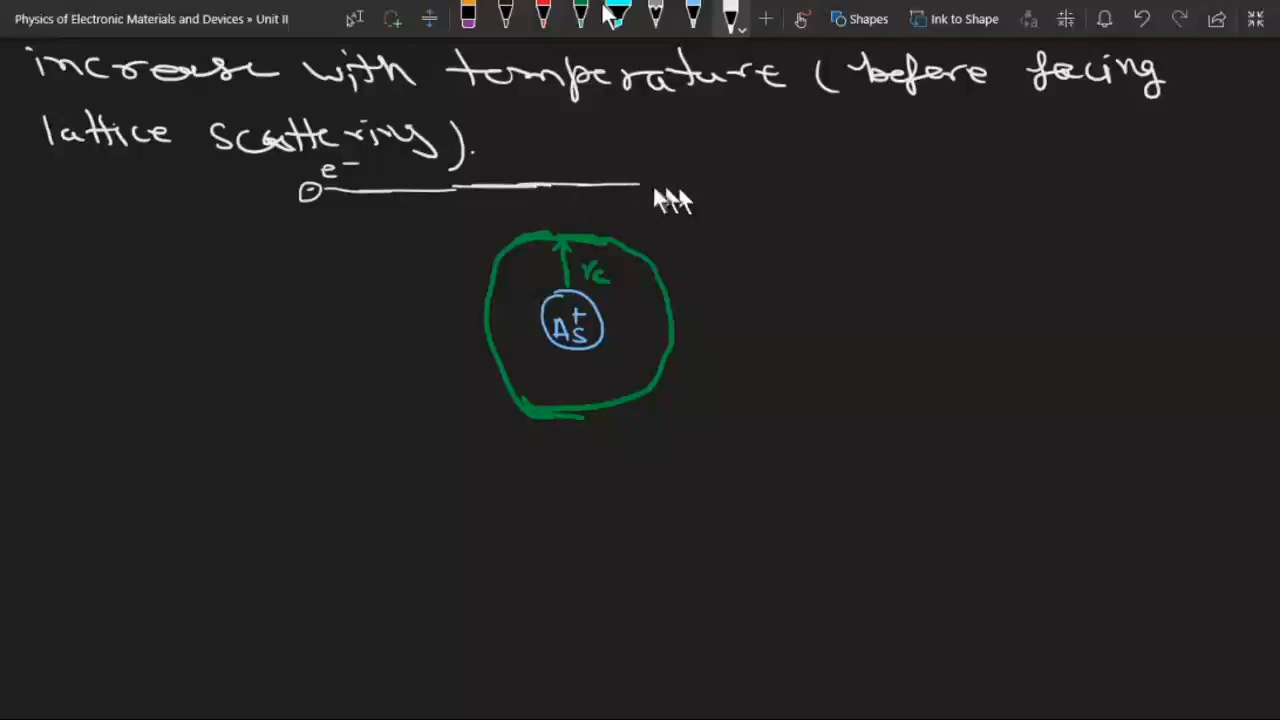 Physics of Electronic Materials and Devices » Unit II
Shapes
Ink to Shape
increase with temperature (before facing
lattice scattering).
e⁻
rc
As+